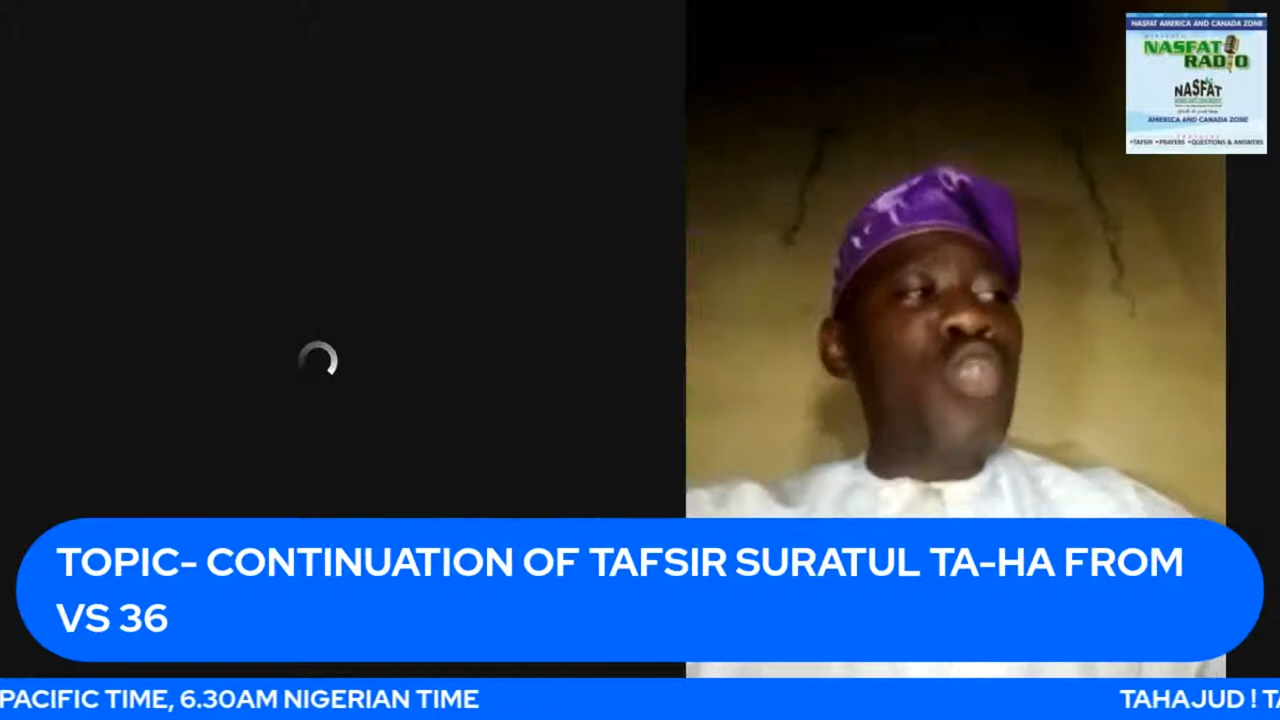 NASFAT AMERICA AND CANADA ZONE
NASFAT
RADIO
NASFAT
AMERICA AND CANADA ZONE
•TAFSIR •PRAYERS •QUESTIONS & ANSWERS
TOPIC- CONTINUATION OF TAFSIR SURATUL TA-HA FROM
VS 36
PACIFIC TIME, 6.30AM NIGERIAN TIME
TAHAJUD ! TA